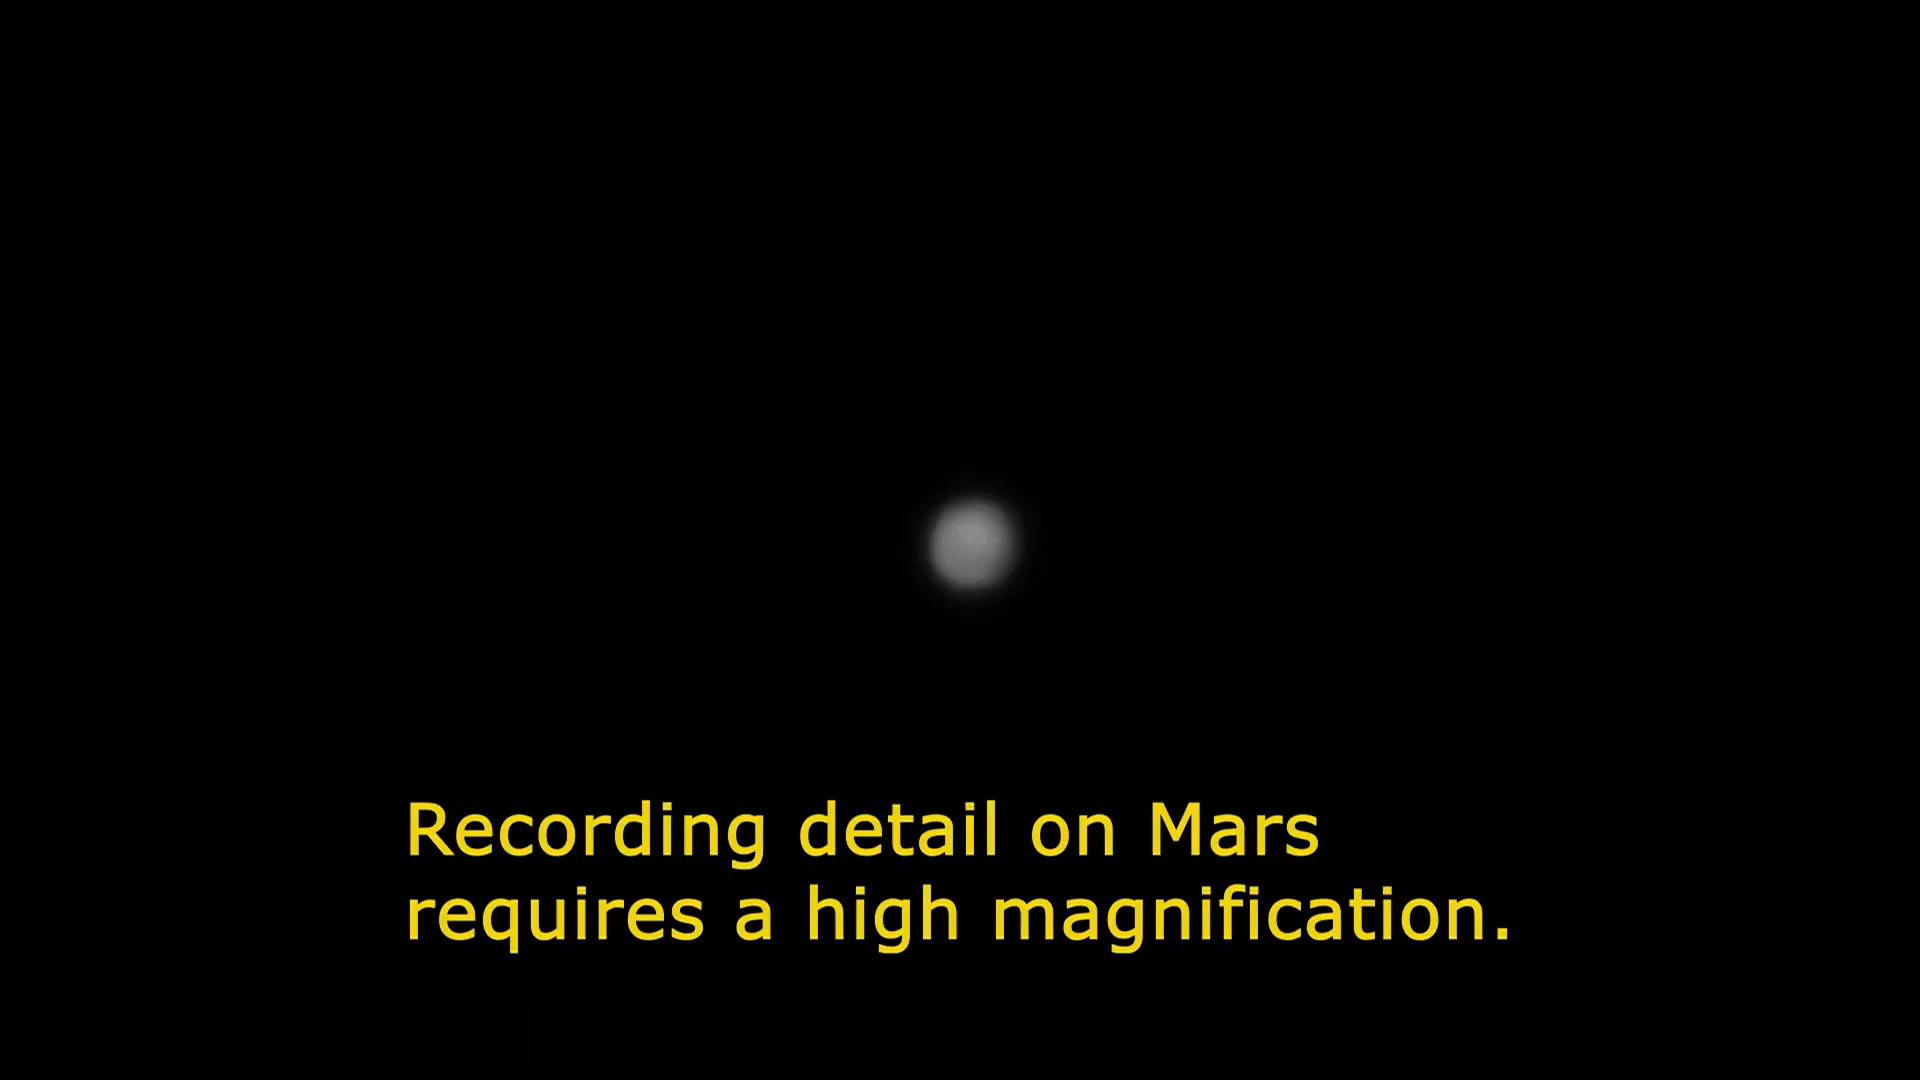 Recording detail on Mars
requires a high magnification.